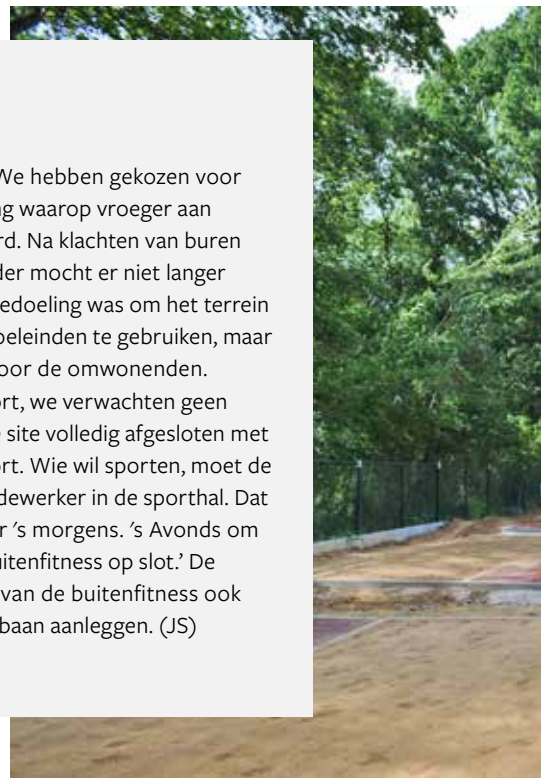 We hebben gekozen voor
ng waarop vroeger aan
rd. Na klachten van buren
der mocht er niet langer
edoeling was om het terrein
oeleinden te gebruiken, maar
oor de omwonenden.
ort, we verwachten geen
e site volledig afgesloten met
ort. Wie wil sporten, moet de
dewerker in de sporthal. Dat
r 's morgens. 's Avonds om
uitenfitness op slot.’ De
van de buitenfitness ook
baan aanleggen. (JS)